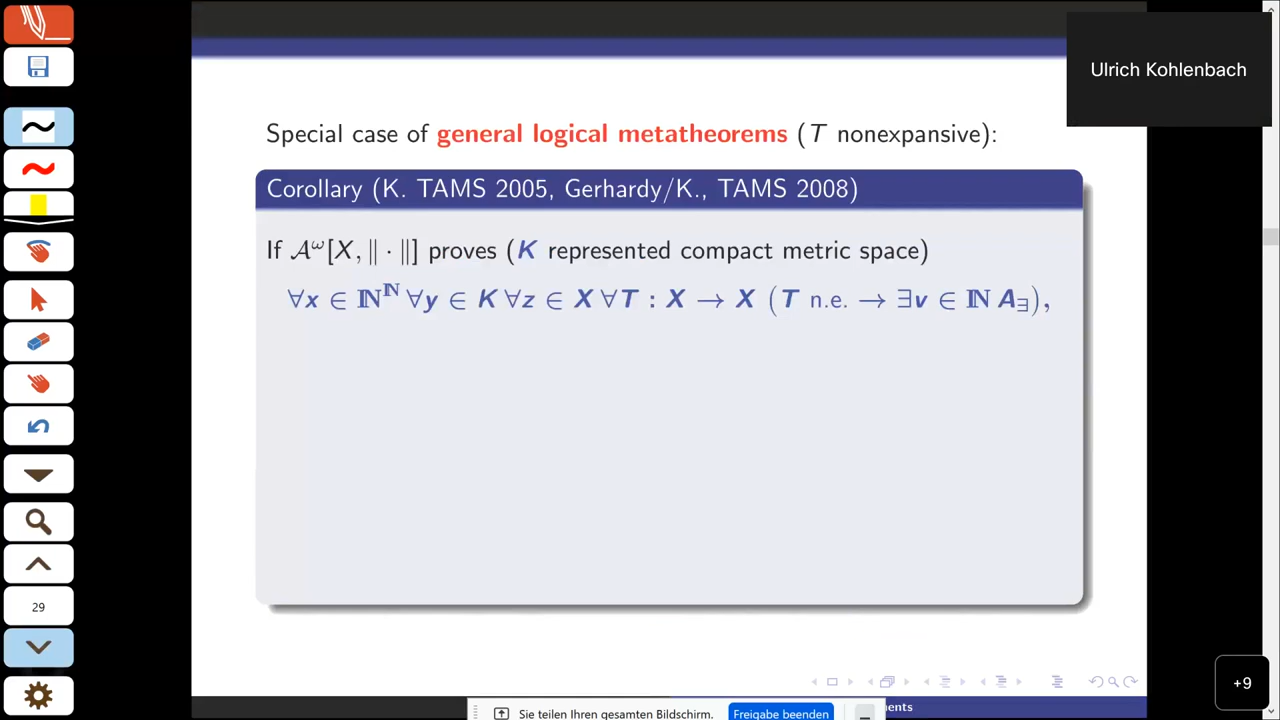 Ulrich Kohlenbach
Special case of general logical metatheorems (T nonexpansive):
Corollary (K. TAMS 2005, Gerhardy/K., TAMS 2008)
If 𝒜^ω[X, ‖ · ‖] proves (K represented compact metric space)
∀x ∈ ℕ^ℕ ∀y ∈ K ∀z ∈ X ∀T : X → X (T n.e. → ∃v ∈ ℕ A_∃),
29
+9
ments
Sie teilen Ihren gesamten Bildschirm. Freigabe beenden